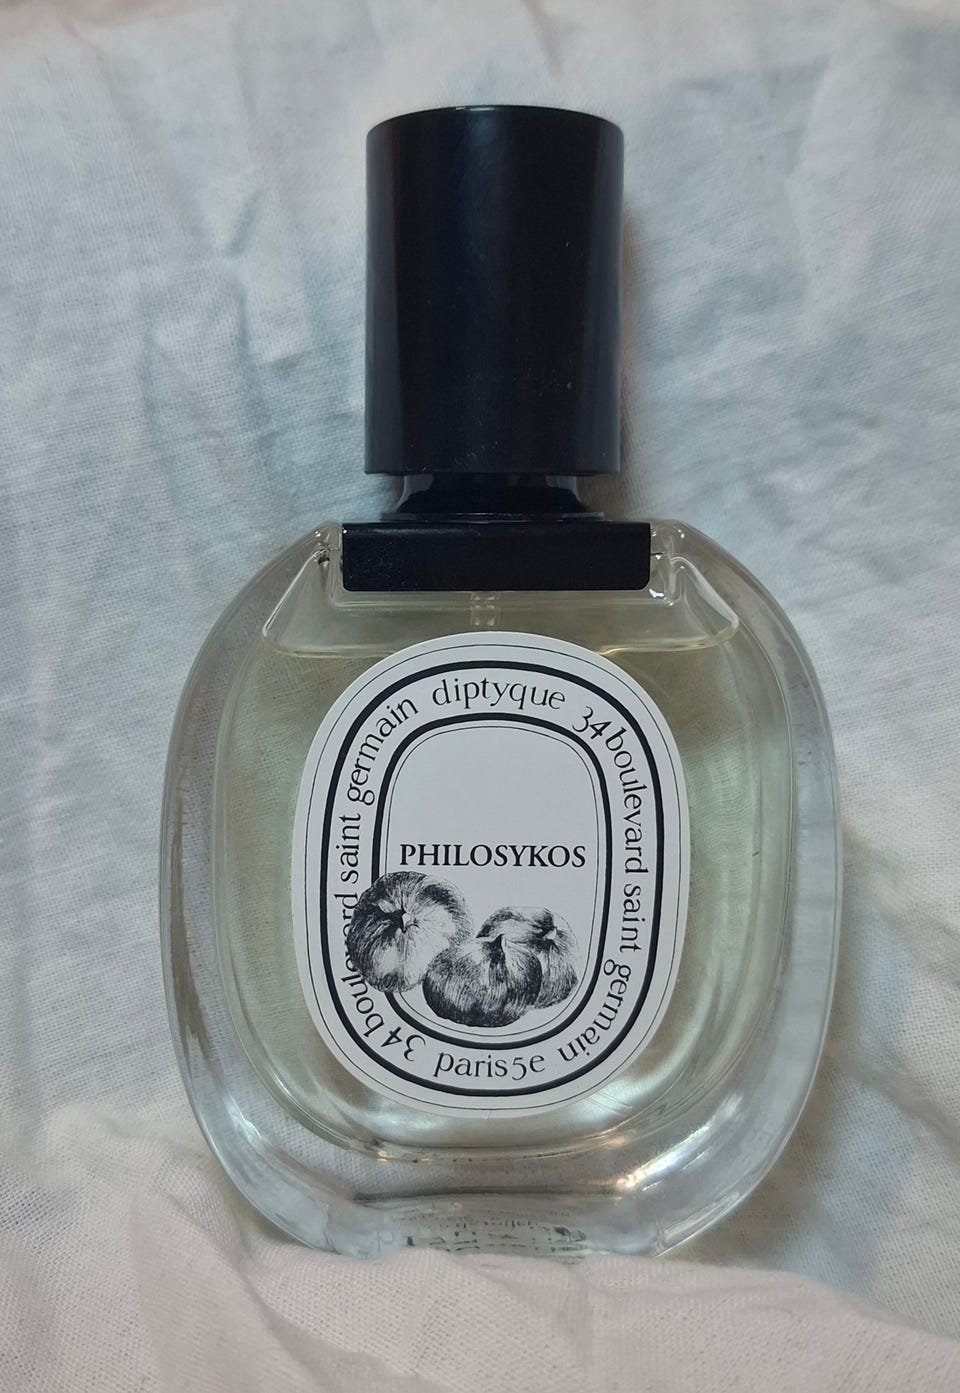 diptyque 34 boulevard saint germain
paris5e
34 boulevard saint germain
PHILOSYKOS